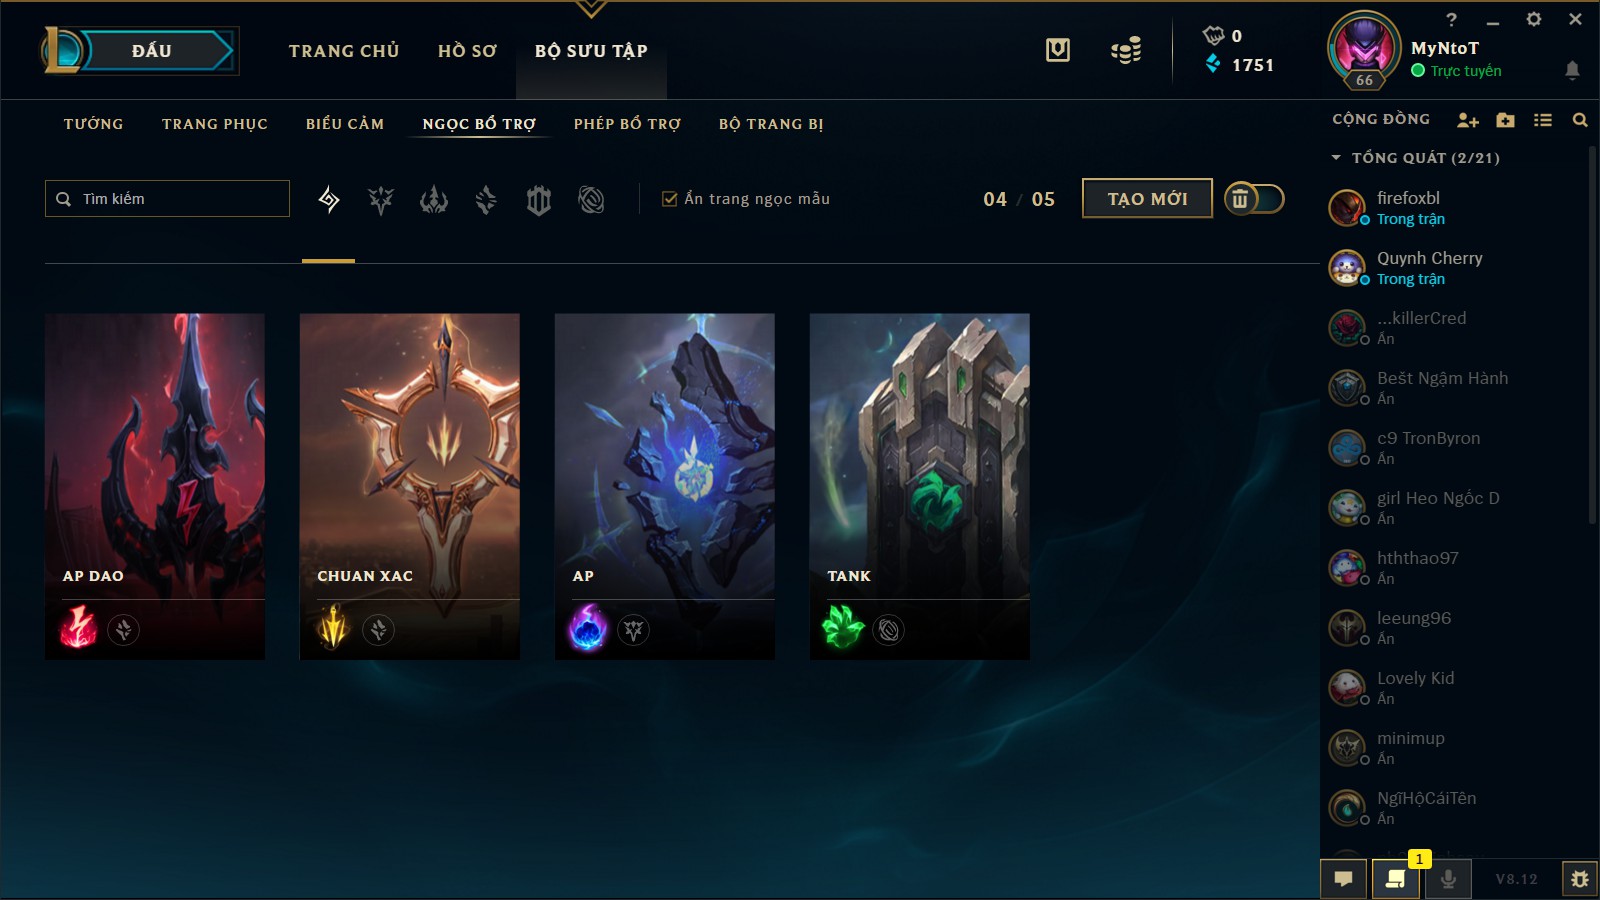 ĐẤU
TRANG CHỦ
HỒ SƠ
BỘ SƯU TẬP
0
1751
66
MyNtoT
Trực tuyến
?
TƯỚNG
TRANG PHỤC
BIỂU CẢM
NGỌC BỔ TRỢ
PHÉP BỔ TRỢ
BỘ TRANG BỊ
Tìm kiếm
Ẩn trang ngọc mẫu
04 / 05
TẠO MỚI
AP DAO
CHUAN XAC
AP
TANK
CỘNG ĐỒNG
TỔNG QUÁT (2/21)
firefoxbl
Trong trận
Quynh Cherry
Trong trận
...killerCred
Ẩn
Bešt Ngậm Hành
Ẩn
c9 TronByron
Ẩn
girl Heo Ngốc D
Ẩn
hththao97
Ẩn
leeung96
Ẩn
Lovely Kid
Ẩn
minimup
Ẩn
NgĩHộCáiTên
Ẩn
1
V8.12